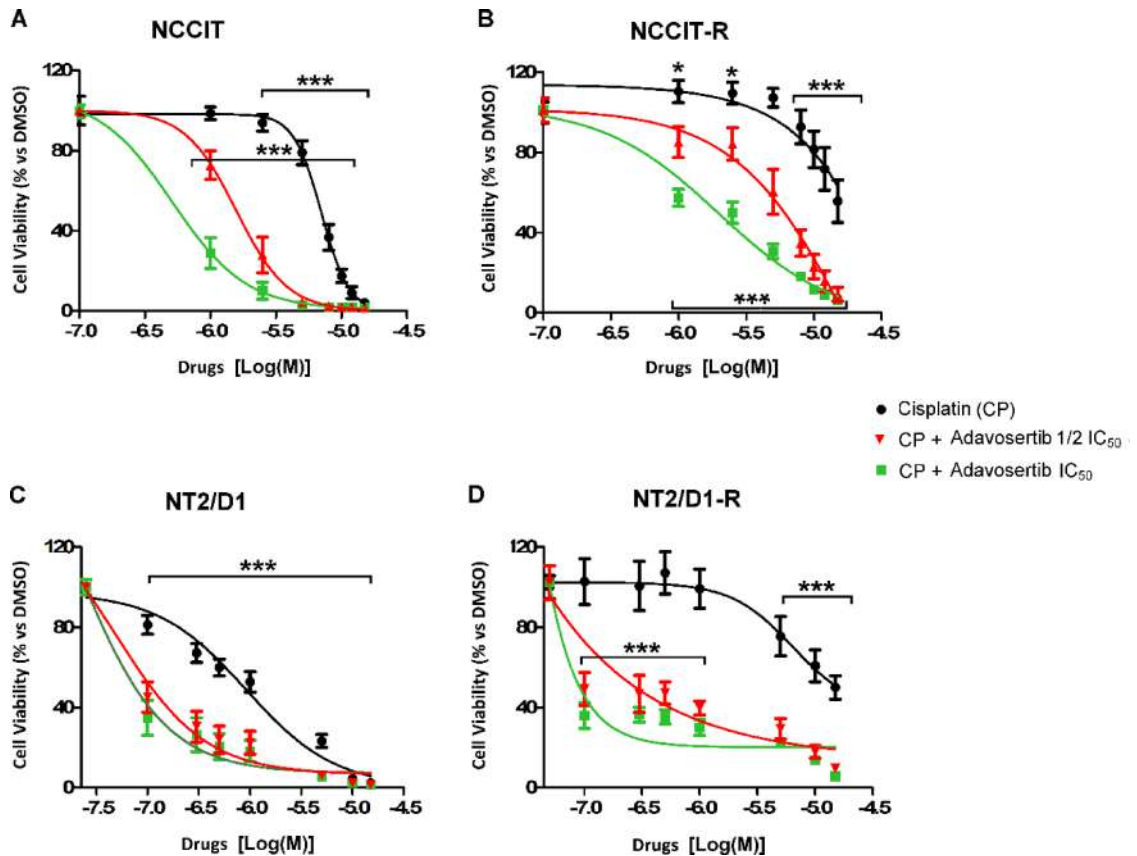 A
NCCIT
Cell Viability (% vs DMSO)
120
80
40
0
***
***
-7.0 -6.5 -6.0 -5.5 -5.0 -4.5
Drugs [Log(M)]
B
NCCIT-R
Cell Viability (% vs DMSO)
120
80
40
0
* * ***
***
-7.0 -6.5 -6.0 -5.5 -5.0 -4.5
Drugs [Log(M)]
Cisplatin (CP)
CP + Adavosertib 1/2 IC50
CP + Adavosertib IC50
C
NT2/D1
Cell Viability (% vs DMSO)
120
80
40
0
***
-7.5 -7.0 -6.5 -6.0 -5.5 -5.0 -4.5
Drugs [Log(M)]
D
NT2/D1-R
Cell Viability (% vs DMSO)
120
80
40
0
***
***
-7.0 -6.5 -6.0 -5.5 -5.0 -4.5
Drugs [Log(M)]